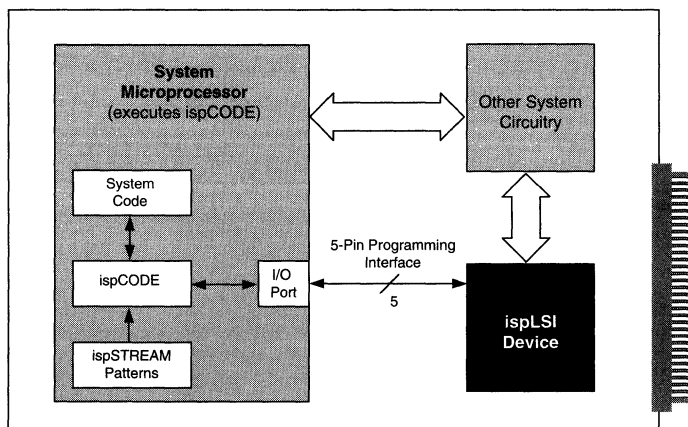 System
Microprocessor
(executes ispCODE)
Other System
Circuitry
System
Code
5-Pin Programming
Interface
ispCODE
I/O
Port
5
ispLSI
Device
ispSTREAM
Patterns